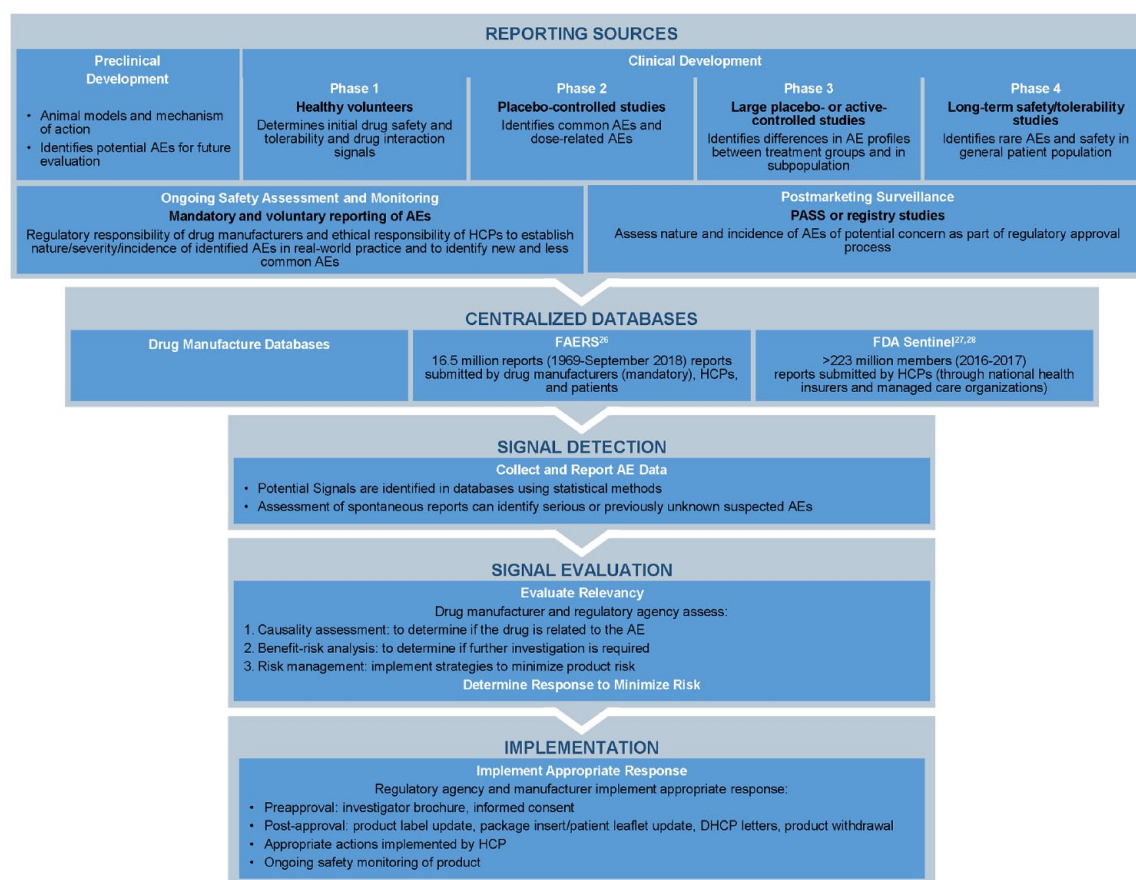 REPORTING SOURCES
Preclinical
Development
• Animal models and mechanism
of action
• Identifies potential AEs for future
evaluation
Clinical Development
Phase 1
Healthy volunteers
Determines initial drug safety and
tolerability and drug interaction
signals
Phase 2
Placebo-controlled studies
Identifies common AEs and
dose-related AEs
Phase 3
Large placebo- or active-
controlled studies
Identifies differences in AE profiles
between treatment groups and in
subpopulation
Phase 4
Long-term safety/tolerability
studies
Identifies rare AEs and safety in
general patient population
Ongoing Safety Assessment and Monitoring
Mandatory and voluntary reporting of AEs
Regulatory responsibility of drug manufacturers and ethical responsibility of HCPs to establish
nature/severity/incidence of identified AEs in real-world practice and to identify new and less
common AEs
Postmarketing Surveillance
PASS or registry studies
Assess nature and incidence of AEs of potential concern as part of regulatory approval
process
CENTRALIZED DATABASES
Drug Manufacture Databases
FAERS26
16.5 million reports (1969-September 2018) reports
submitted by drug manufacturers (mandatory), HCPs,
and patients
FDA Sentinel27,28
>223 million members (2016-2017)
reports submitted by HCPs (through national health
insurers and managed care organizations)
SIGNAL DETECTION
Collect and Report AE Data
• Potential Signals are identified in databases using statistical methods
• Assessment of spontaneous reports can identify serious or previously unknown suspected AEs
SIGNAL EVALUATION
Evaluate Relevancy
Drug manufacturer and regulatory agency assess:
1. Causality assessment: to determine if the drug is related to the AE
2. Benefit-risk analysis: to determine if further investigation is required
3. Risk management: implement strategies to minimize product risk
Determine Response to Minimize Risk
IMPLEMENTATION
Implement Appropriate Response
Regulatory agency and manufacturer implement appropriate response:
• Preapproval: investigator brochure, informed consent
• Post-approval: product label update, package insert/patient leaflet update, DHCP letters, product withdrawal
• Appropriate actions implemented by HCP
• Ongoing safety monitoring of product